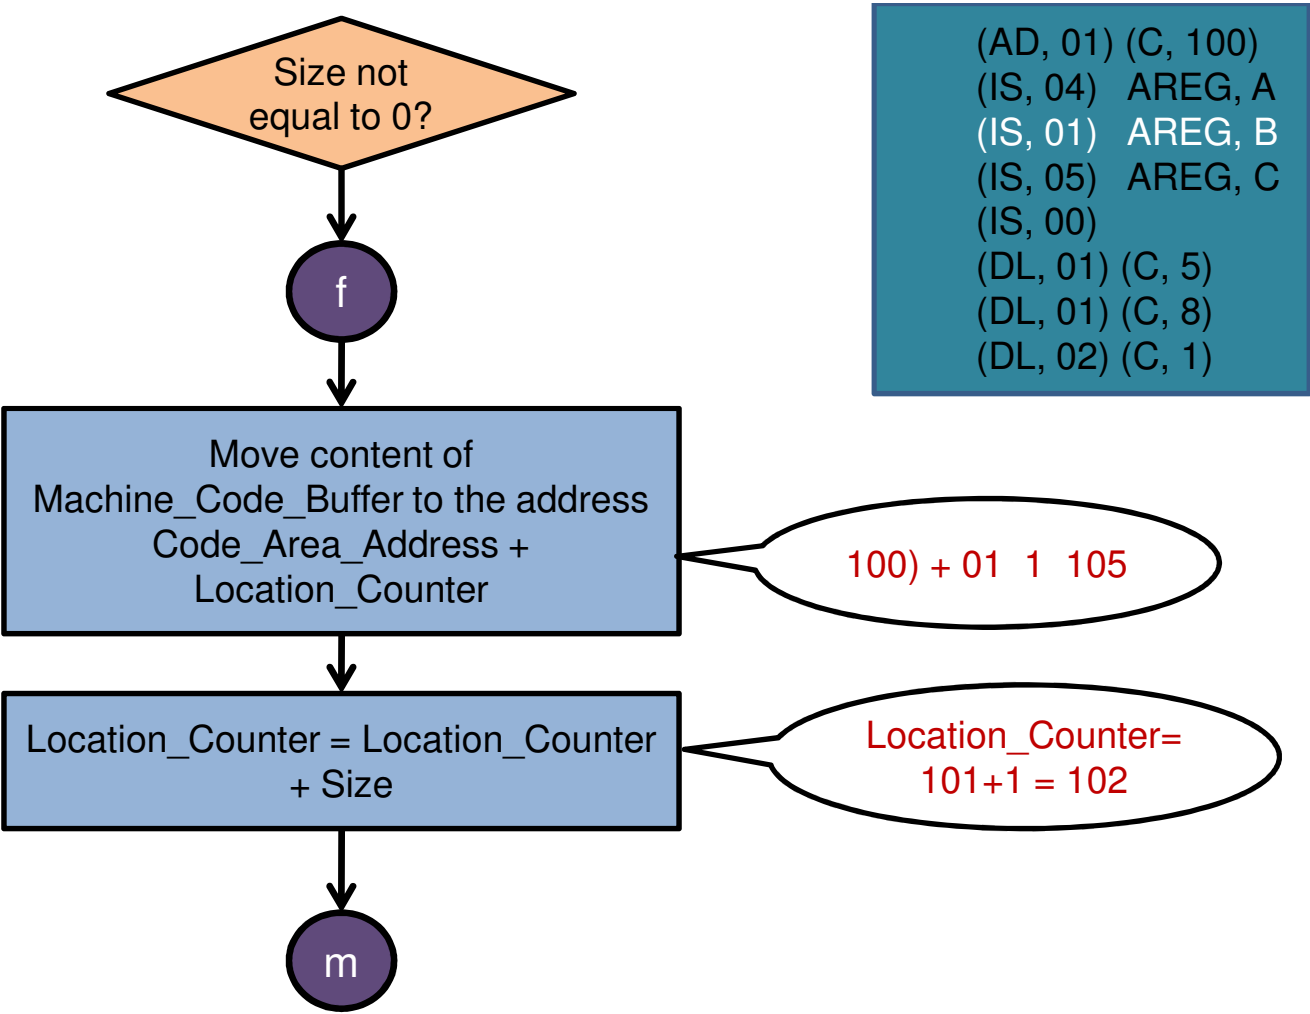 Size not
equal to 0?
(AD, 01) (C, 100)
(IS, 04) AREG, A
(IS, 01) AREG, B
(IS, 05) AREG, C
(IS, 00)
(DL, 01) (C, 5)
(DL, 01) (C, 8)
(DL, 02) (C, 1)
f
Move content of
Machine_Code_Buffer to the address
Code_Area_Address +
Location_Counter
100) + 01 1 105
Location_Counter = Location_Counter
+ Size
Location_Counter=
101+1 = 102
m